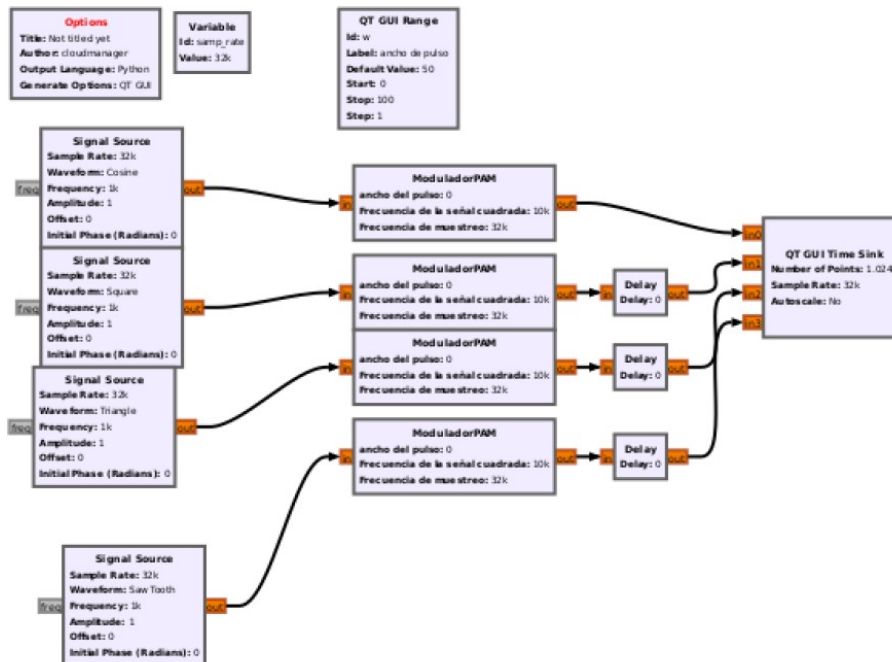 Options
Title: Not titled yet
Author: cloudmanager
Output Language: Python
Generate Options: QT GUI
Variable
Id: samp_rate
Value: 32k
QT GUI Range
Id: w
Label: ancho de pulso
Default Value: 50
Start: 0
Stop: 100
Step: 1
Signal Source
Sample Rate: 32k
Waveform: Cosine
Frequency: 1k
Amplitude: 1
Offset: 0
Initial Phase (Radians): 0
freq
out
Signal Source
Sample Rate: 32k
Waveform: Square
Frequency: 1k
Amplitude: 1
Offset: 0
Initial Phase (Radians): 0
freq
out
Signal Source
Sample Rate: 32k
Waveform: Triangle
Frequency: 1k
Amplitude: 1
Offset: 0
Initial Phase (Radians): 0
freq
out
Signal Source
Sample Rate: 32k
Waveform: Saw Tooth
Frequency: 1k
Amplitude: 1
Offset: 0
Initial Phase (Radians): 0
freq
out
in
ModuladorPAM
ancho del pulso: 0
Frecuencia de la señal cuadrada: 10k
Frecuencia de muestreo: 32k
out
in
ModuladorPAM
ancho del pulso: 0
Frecuencia de la señal cuadrada: 10k
Frecuencia de muestreo: 32k
out
in
ModuladorPAM
ancho del pulso: 0
Frecuencia de la señal cuadrada: 10k
Frecuencia de muestreo: 32k
out
in
ModuladorPAM
ancho del pulso: 0
Frecuencia de la señal cuadrada: 10k
Frecuencia de muestreo: 32k
out
in
Delay
Delay: 0
out
in
Delay
Delay: 0
out
in
Delay
Delay: 0
out
in0
in1
in2
in3
QT GUI Time Sink
Number of Points: 1.024
Sample Rate: 32k
Autoscale: No